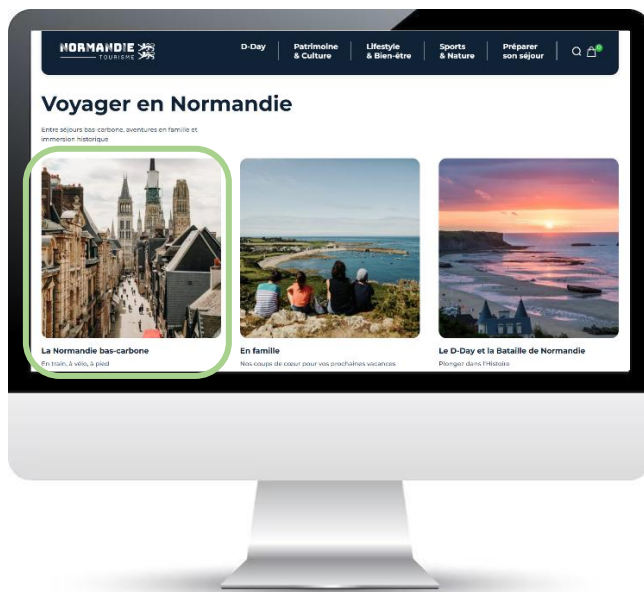 NORMANDIE
TOURISME
D-Day
Patrimoine
& Culture
Lifestyle
& Bien-être
Sports
& Nature
Préparer
son séjour
0
Voyager en Normandie
Entre séjours bas-carbone, aventures en famille et
immersion historique
La Normandie bas-carbone
En train, à vélo, à pied
En famille
Nos coups de cœur pour vos prochaines vacances
Le D-Day et la Bataille de Normandie
Plongez dans l'Histoire